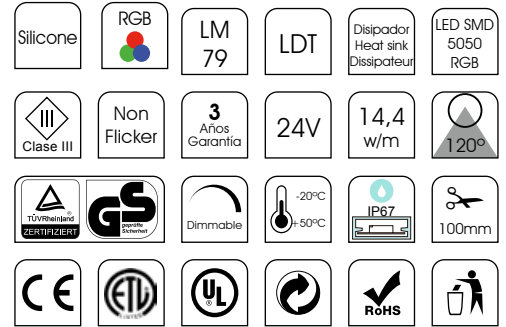 Silicone
RGB
LM
79
LDT
Disipador
Heat sink
Dissipateur
LED SMD
5050
RGB
III
Clase III
Non
Flicker
3
Años
Garantía
24V
14,4
w/m
120º
TÜVRheinland
ZERTIFIZIERT
GS
geprüfte
Sicherheit
Dimmable
-20ºC
+50ºC
IP67
100mm
CE
ETL
LISTED
UL
RoHS